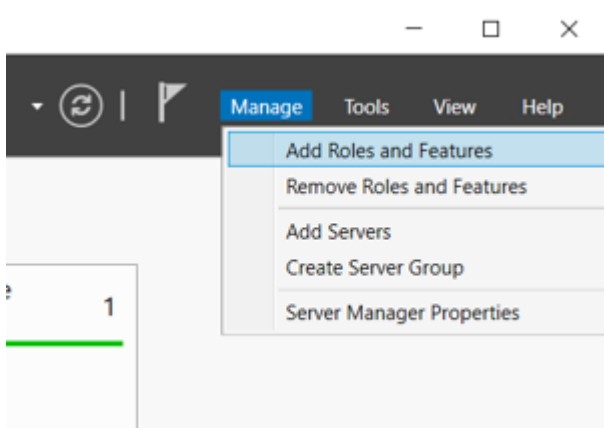 Manage Tools View Help
Add Roles and Features
Remove Roles and Features
Add Servers
Create Server Group
1
Server Manager Properties